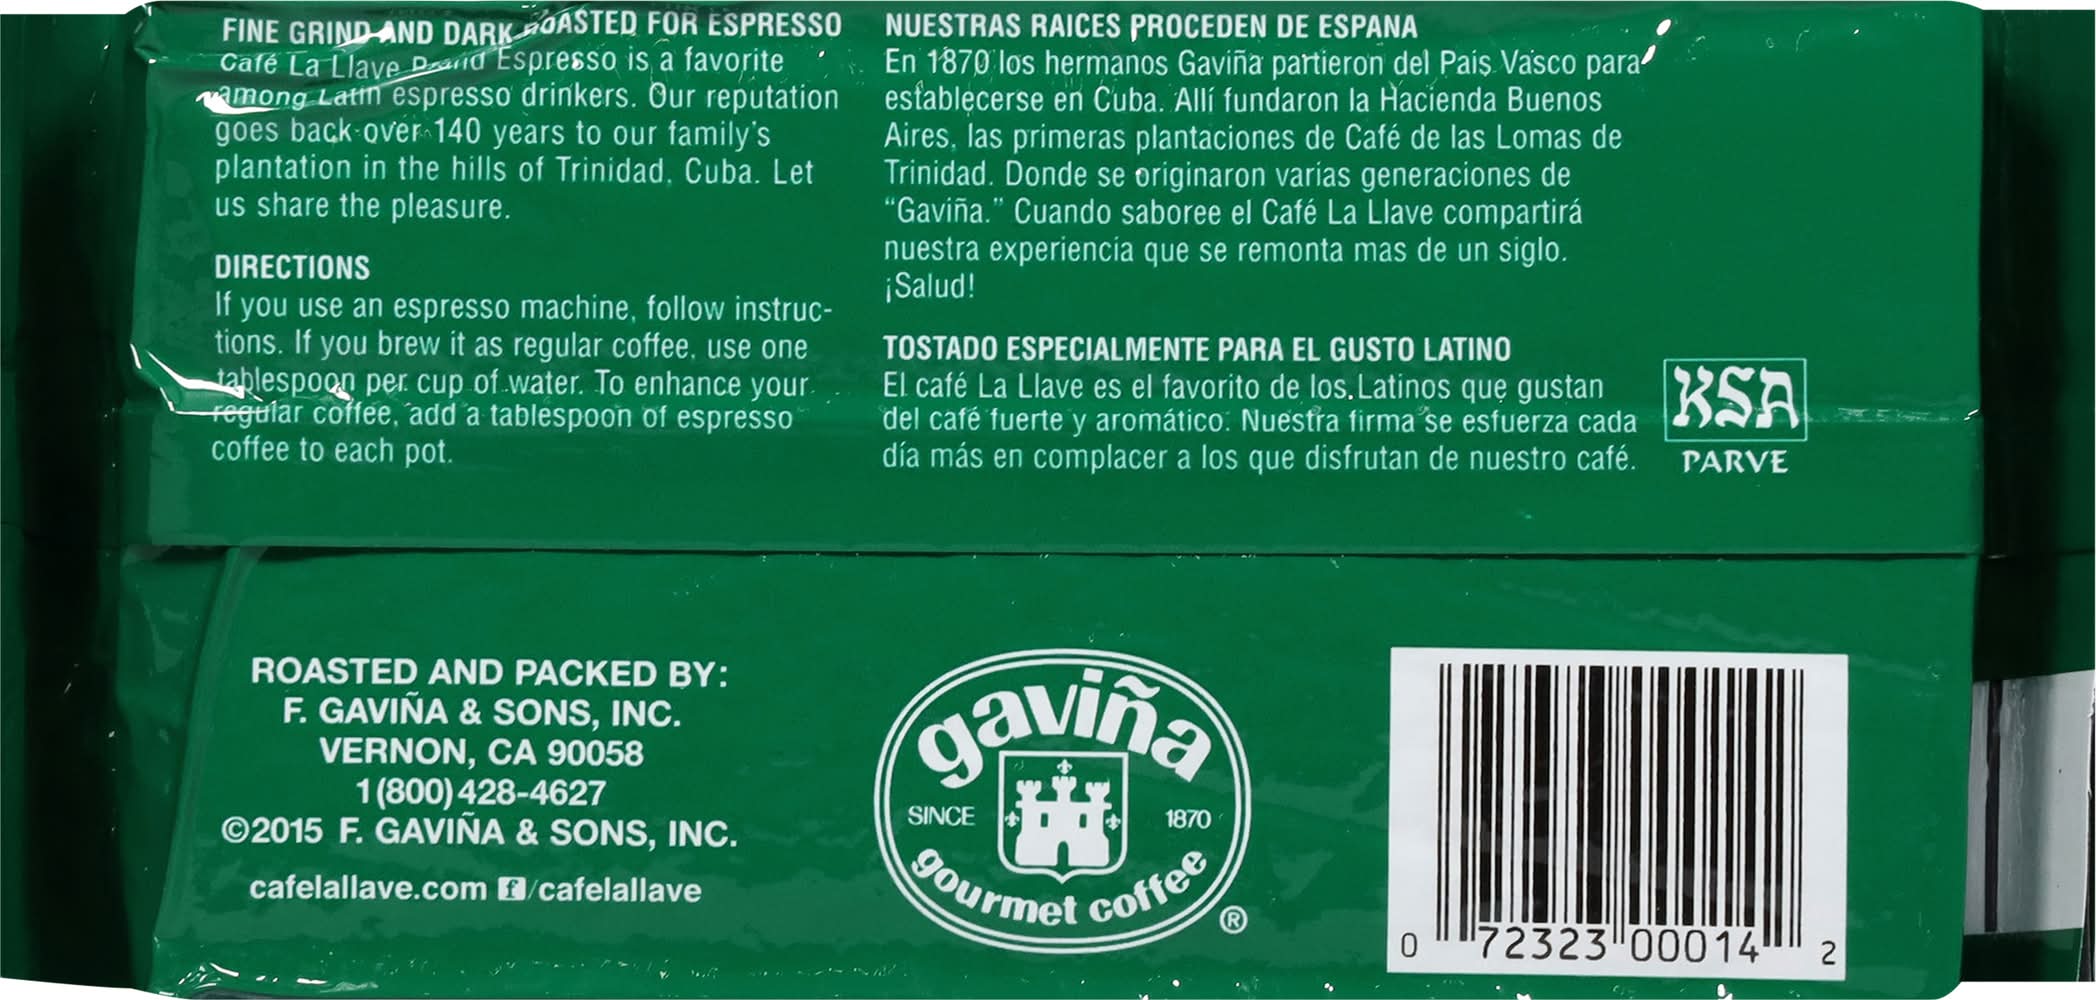 FINE GRIND AND DARK ROASTED FOR ESPRESSO
Café La Llave Brand Espresso is a favorite
among Latin espresso drinkers. Our reputation
goes back over 140 years to our family's
plantation in the hills of Trinidad, Cuba. Let
us share the pleasure.
DIRECTIONS
If you use an espresso machine, follow instruc-
tions. If you brew it as regular coffee, use one
tablespoon per cup of water. To enhance your
regular coffee, add a tablespoon of espresso
coffee to each pot.
NUESTRAS RAICES PROCEDEN DE ESPANA
En 1870 los hermanos Gaviña partieron del País Vasco para
establecerse en Cuba. Allí fundaron la Hacienda Buenos
Aires, las primeras plantaciones de Café de las Lomas de
Trinidad. Donde se originaron varias generaciones de
“Gaviña.” Cuando saboree el Café La Llave compartirá
nuestra experiencia que se remonta mas de un siglo.
¡Salud!
TOSTADO ESPECIALMENTE PARA EL GUSTO LATINO
El café La Llave es el favorito de los Latinos que gustan
del café fuerte y aromático. Nuestra firma se esfuerza cada
día más en complacer a los que disfrutan de nuestro café.
KSA
PARVE
ROASTED AND PACKED BY:
F. GAVIÑA & SONS, INC.
VERNON, CA 90058
1(800)428-4627
©2015 F. GAVIÑA & SONS, INC.
cafelallave.com f/cafelallave
gaviña
SINCE 1870
gourmet coffee
®
0 72323 00014 2